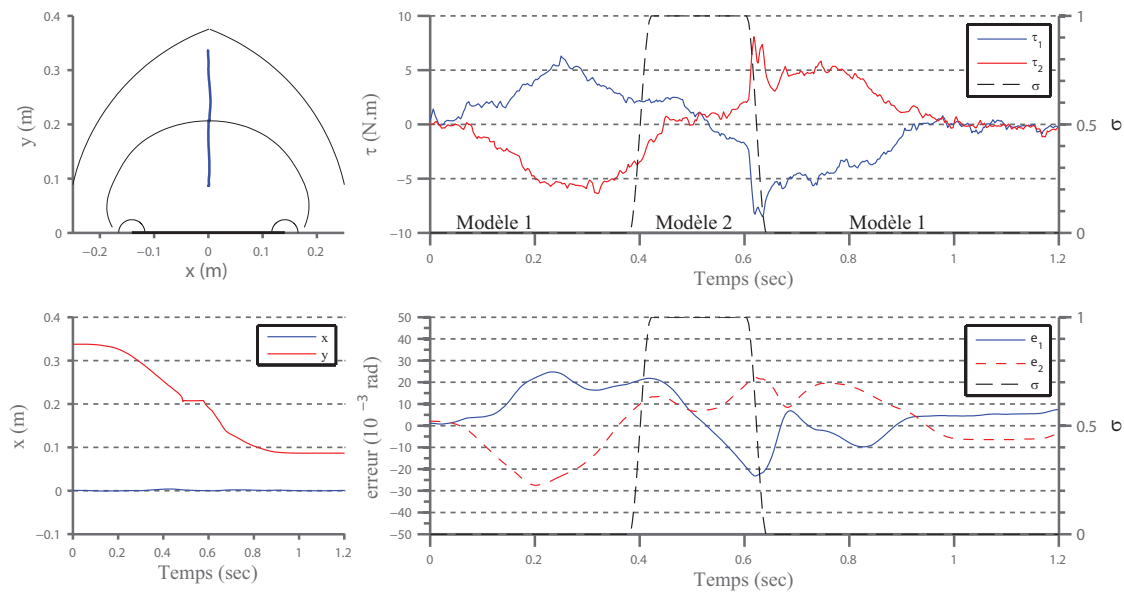 0.4
0.3
0.2
0.1
0
y (m)
−0.2
−0.1
0
0.1
0.2
x (m)
10
5
0
−5
−10
τ (N.m)
0
0.2
0.4
0.6
0.8
1
1.2
Temps (sec)
1
0.5
0
σ
τ1
τ2
σ
Modèle 1
Modèle 2
Modèle 1
0.4
0.3
0.2
0.1
0
−0.1
x (m)
0
0.2
0.4
0.6
0.8
1
1.2
Temps (sec)
x
y
50
40
30
20
10
0
−10
−20
−30
−40
−50
erreur (10−3 rad)
0
0.2
0.4
0.6
0.8
1
1.2
Temps (sec)
1
0.5
0
σ
e1
e2
σ